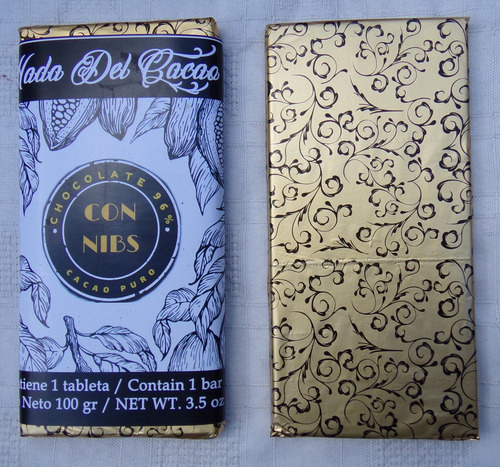 Hada Del Cacao
CHOCOLATE 96%
CON
NIBS
CACAO PURO
tiene 1 tableta / Contain 1 bar
Neto 100 gr / NET WT. 3.5 oz